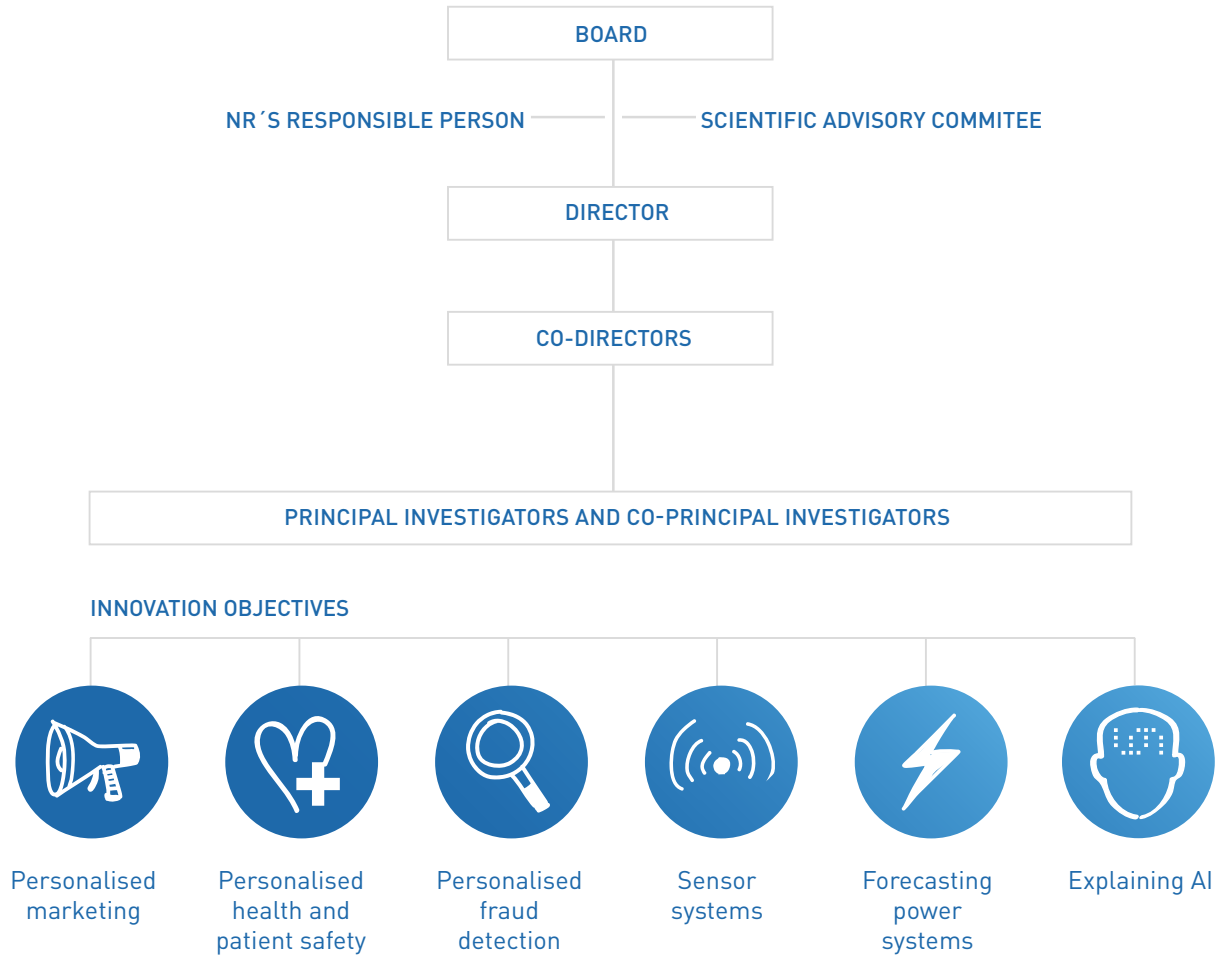 BOARD
NR´S RESPONSIBLE PERSON
SCIENTIFIC ADVISORY COMMITEE
DIRECTOR
CO-DIRECTORS
PRINCIPAL INVESTIGATORS AND CO-PRINCIPAL INVESTIGATORS
INNOVATION OBJECTIVES
Personalised
marketing
Personalised
health and
patient safety
Personalised
fraud
detection
Sensor
systems
Forecasting
power
systems
Explaining AI